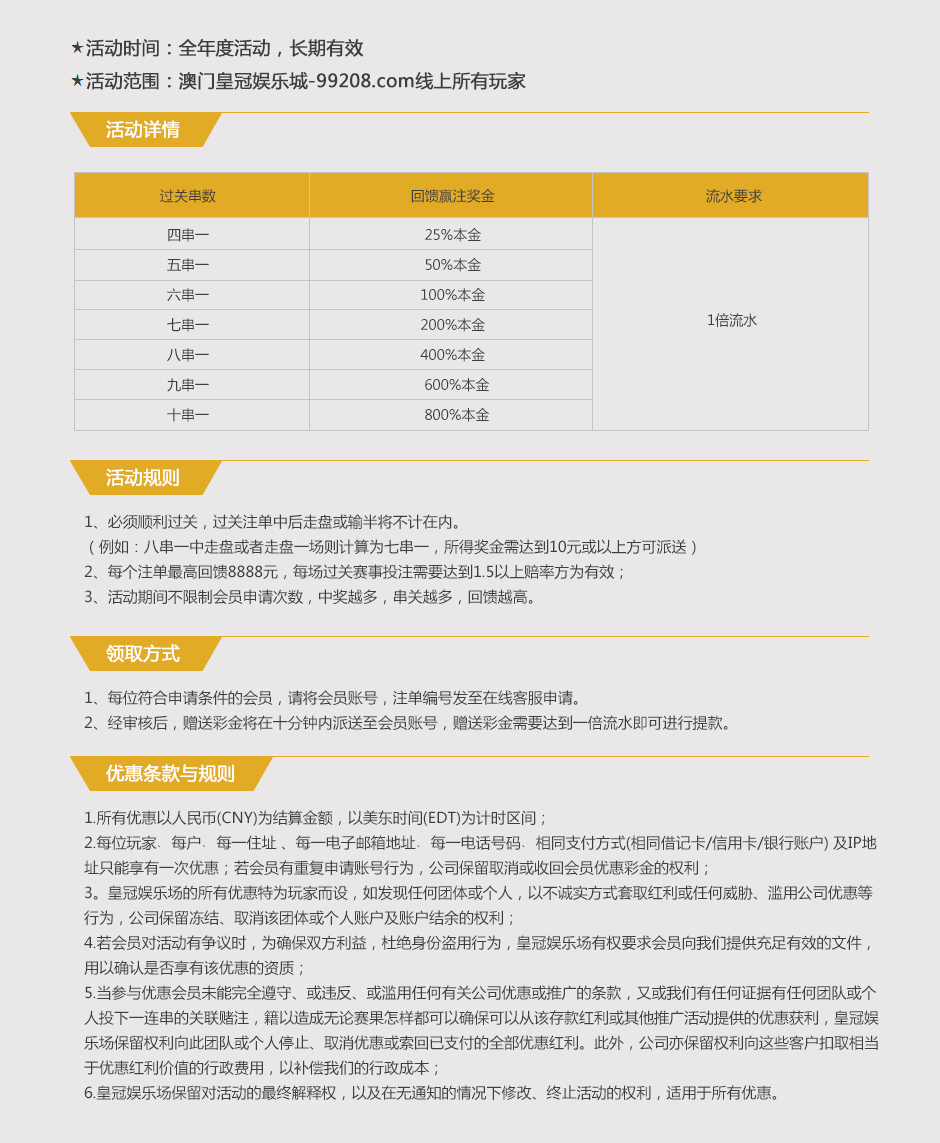 ★活动时间：全年度活动，长期有效
★活动范围：澳门皇冠娱乐城-99208.com线上所有玩家
活动详情
过关串数 回馈赢注奖金 流水要求
四串一 25%本金
五串一 50%本金
六串一 100%本金
七串一 200%本金 1倍流水
八串一 400%本金
九串一 600%本金
十串一 800%本金
活动规则
1、必须顺利过关，过关注单中后走盘或输半将不计在内。
（例如：八串一中走盘或者走盘一场则计算为七串一，所得奖金需达到10元或以上方可派送）
2、每个注单最高回馈8888元，每场过关赛事投注需要达到1.5以上赔率方为有效；
3、活动期间不限制会员申请次数，中奖越多，串关越多，回馈越高。
领取方式
1、每位符合申请条件的会员，请将会员账号，注单编号发至在线客服申请。
2、经审核后，赠送彩金将在十分钟内派送至会员账号，赠送彩金需要达到一倍流水即可进行提款。
优惠条款与规则
1.所有优惠以人民币(CNY)为结算金额，以美东时间(EDT)为计时区间；
2.每位玩家、每户、每一住址 、每一电子邮箱地址、每一电话号码、相同支付方式(相同借记卡/信用卡/银行账户) 及IP地
址只能享有一次优惠；若会员有重复申请账号行为，公司保留取消或收回会员优惠彩金的权利；
3。皇冠娱乐场的所有优惠特为玩家而设，如发现任何团体或个人，以不诚实方式套取红利或任何威胁、滥用公司优惠等
行为，公司保留冻结、取消该团体或个人账户及账户结余的权利；
4.若会员对活动有争议时，为确保双方利益，杜绝身份盗用行为，皇冠娱乐场有权要求会员向我们提供充足有效的文件，
用以确认是否享有该优惠的资质；
5.当参与优惠会员未能完全遵守、或违反、或滥用任何有关公司优惠或推广的条款，又或我们有任何证据有任何团队或个
人投下一连串的关联赌注，籍以造成无论赛果怎样都可以确保可以从该存款红利或其他推广活动提供的优惠获利，皇冠娱
乐场保留权利向此团队或个人停止、取消优惠或索回已支付的全部优惠红利。此外，公司亦保留权利向这些客户扣取相当
于优惠红利价值的行政费用，以补偿我们的行政成本；
6.皇冠娱乐场保留对活动的最终解释权，以及在无通知的情况下修改、终止活动的权利，适用于所有优惠。